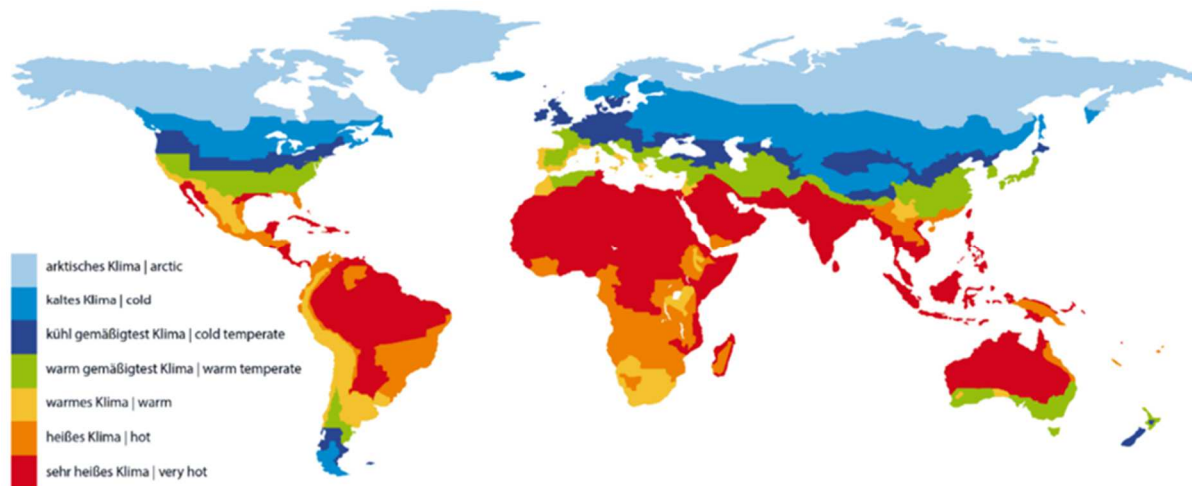 arktisches Klima | arctic
kaltes Klima | cold
kühl gemäßigtest Klima | cold temperate
warm gemäßigtest Klima | warm temperate
warmes Klima | warm
heißes Klima | hot
sehr heißes Klima | very hot